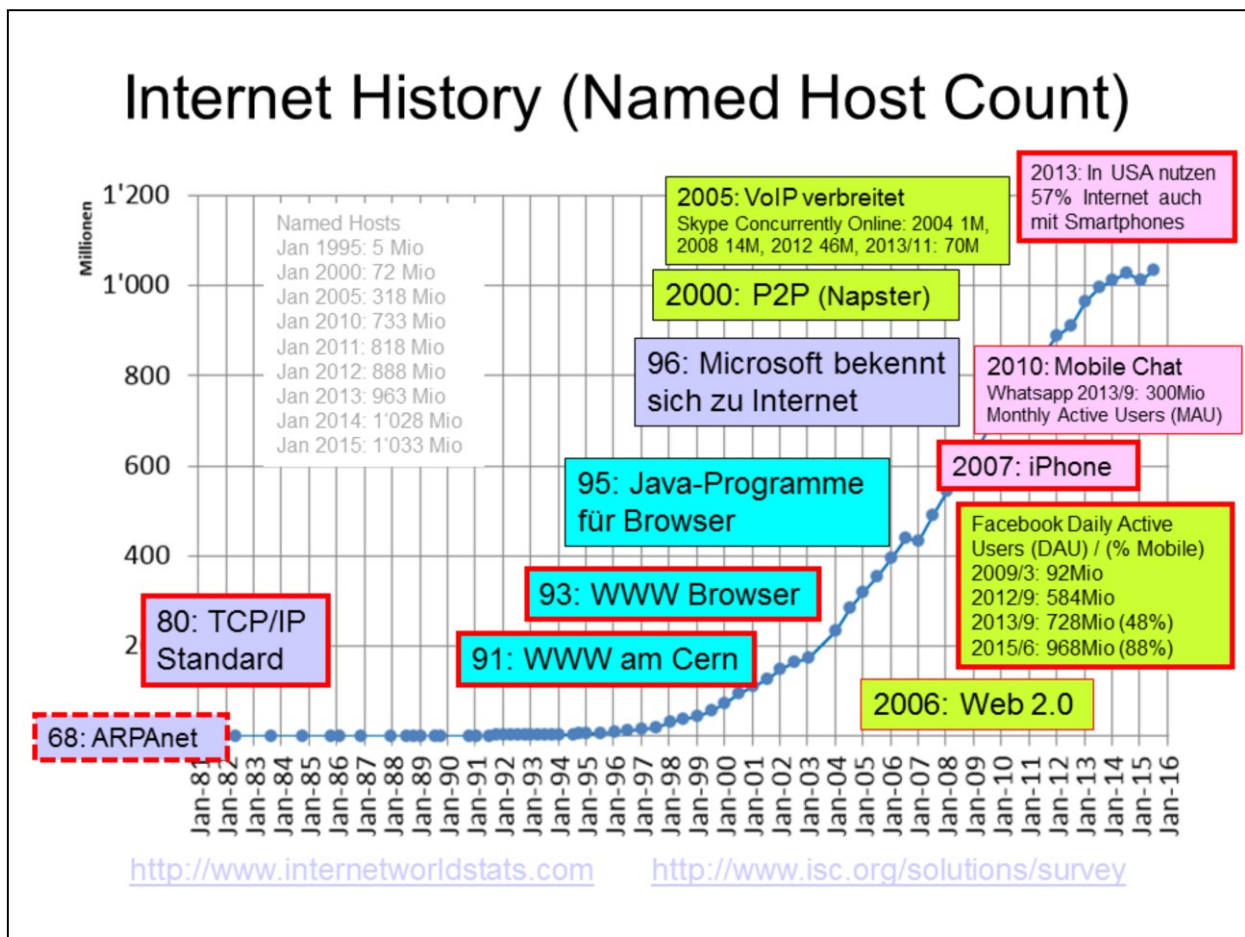 Internet History (Named Host Count)
Millionen
1'200
1'000
800
600
400
Named Hosts
Jan 1995: 5 Mio
Jan 2000: 72 Mio
Jan 2005: 318 Mio
Jan 2010: 733 Mio
Jan 2011: 818 Mio
Jan 2012: 888 Mio
Jan 2013: 963 Mio
Jan 2014: 1'028 Mio
Jan 2015: 1'033 Mio
2005: VoIP verbreitet
Skype Concurrently Online: 2004 1M,
2008 14M, 2012 46M, 2013/11: 70M
2013: In USA nutzen
57% Internet auch
mit Smartphones
2000: P2P (Napster)
96: Microsoft bekennt
sich zu Internet
2010: Mobile Chat
Whatsapp 2013/9: 300Mio
Monthly Active Users (MAU)
2007: iPhone
95: Java-Programme
für Browser
Facebook Daily Active
Users (DAU) / (% Mobile)
2009/3: 92Mio
2012/9: 584Mio
2013/9: 728Mio (48%)
2015/6: 968Mio (88%)
93: WWW Browser
80: TCP/IP
Standard
91: WWW am Cern
2006: Web 2.0
68: ARPAnet
Jan-81
Jan-82
Jan-83
Jan-84
Jan-85
Jan-86
Jan-87
Jan-88
Jan-89
Jan-90
Jan-91
Jan-92
Jan-93
Jan-94
Jan-95
Jan-96
Jan-97
Jan-98
Jan-99
Jan-00
Jan-01
Jan-02
Jan-03
Jan-04
Jan-05
Jan-06
Jan-07
Jan-08
Jan-09
Jan-10
Jan-11
Jan-12
Jan-13
Jan-14
Jan-15
Jan-16
http://www.internetworldstats.com
http://www.isc.org/solutions/survey